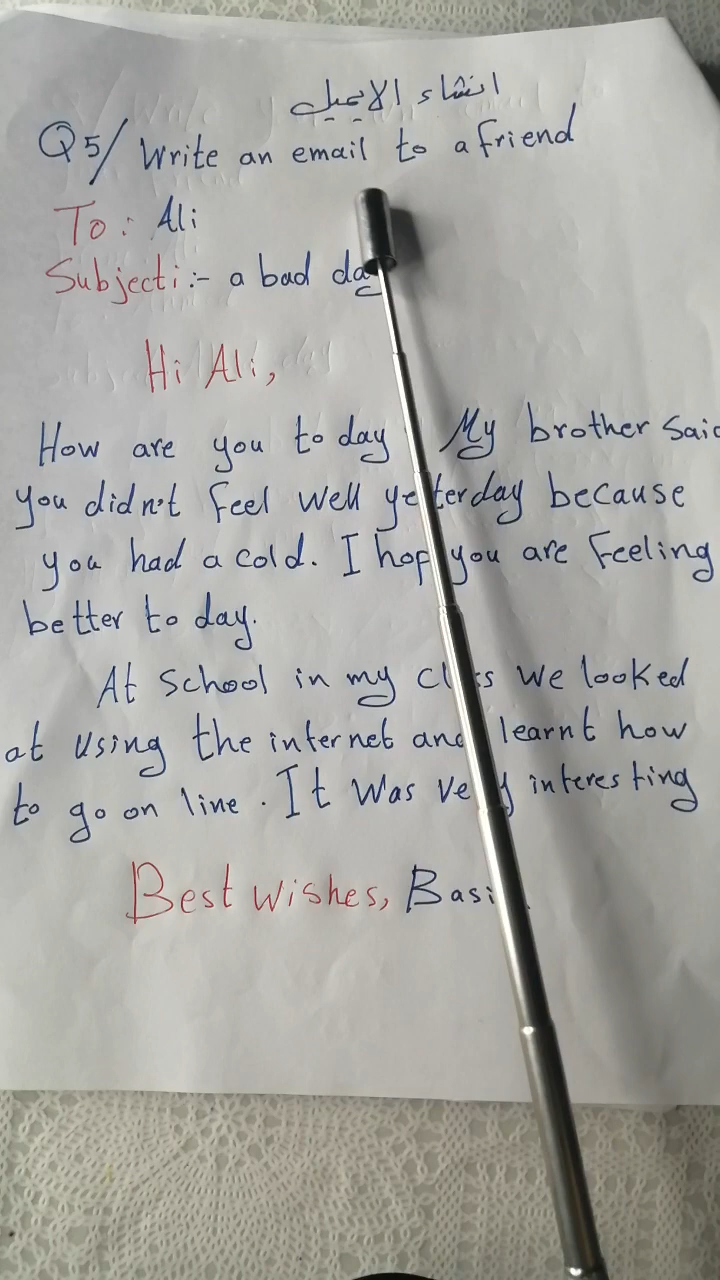 انشاء الايميل
Q5/ Write an email to a friend
To: Ali
Subject: :- a bad
Hi Ali,
How are you to day My brother
you didn't feel well because
you had a cold. I you are Feeling
better to day.
At School in my we looked
at using the internet learnt how
to go on line. It was interesting
Best wishes,